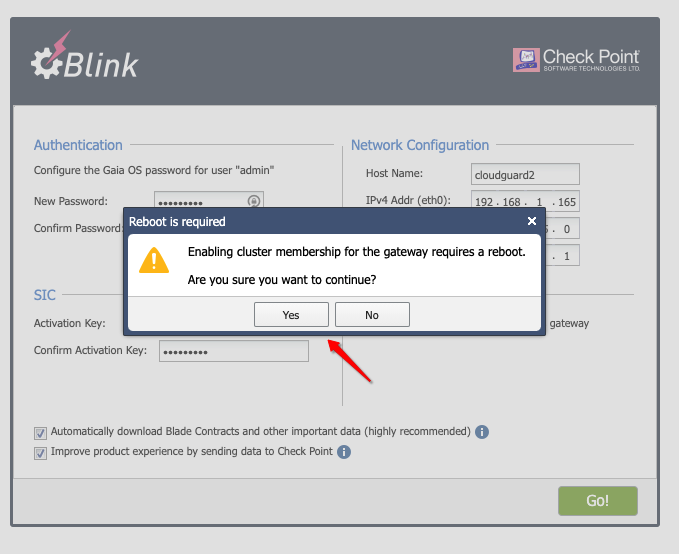 Blink
Check Point
SOFTWARE TECHNOLOGIES LTD.
Authentication
Configure the Gaia OS password for user "admin"
New Password: •••••••••
Confirm Password:
Network Configuration
Host Name: cloudguard2
IPv4 Addr (eth0): 192 . 168 . 1 . 165
. 0
. 1
Reboot is required
Enabling cluster membership for the gateway requires a reboot.
Are you sure you want to continue?
Yes
No
SIC
Activation Key:
Confirm Activation Key: •••••••••
gateway
Automatically download Blade Contracts and other important data (highly recommended)
Improve product experience by sending data to Check Point
Go!